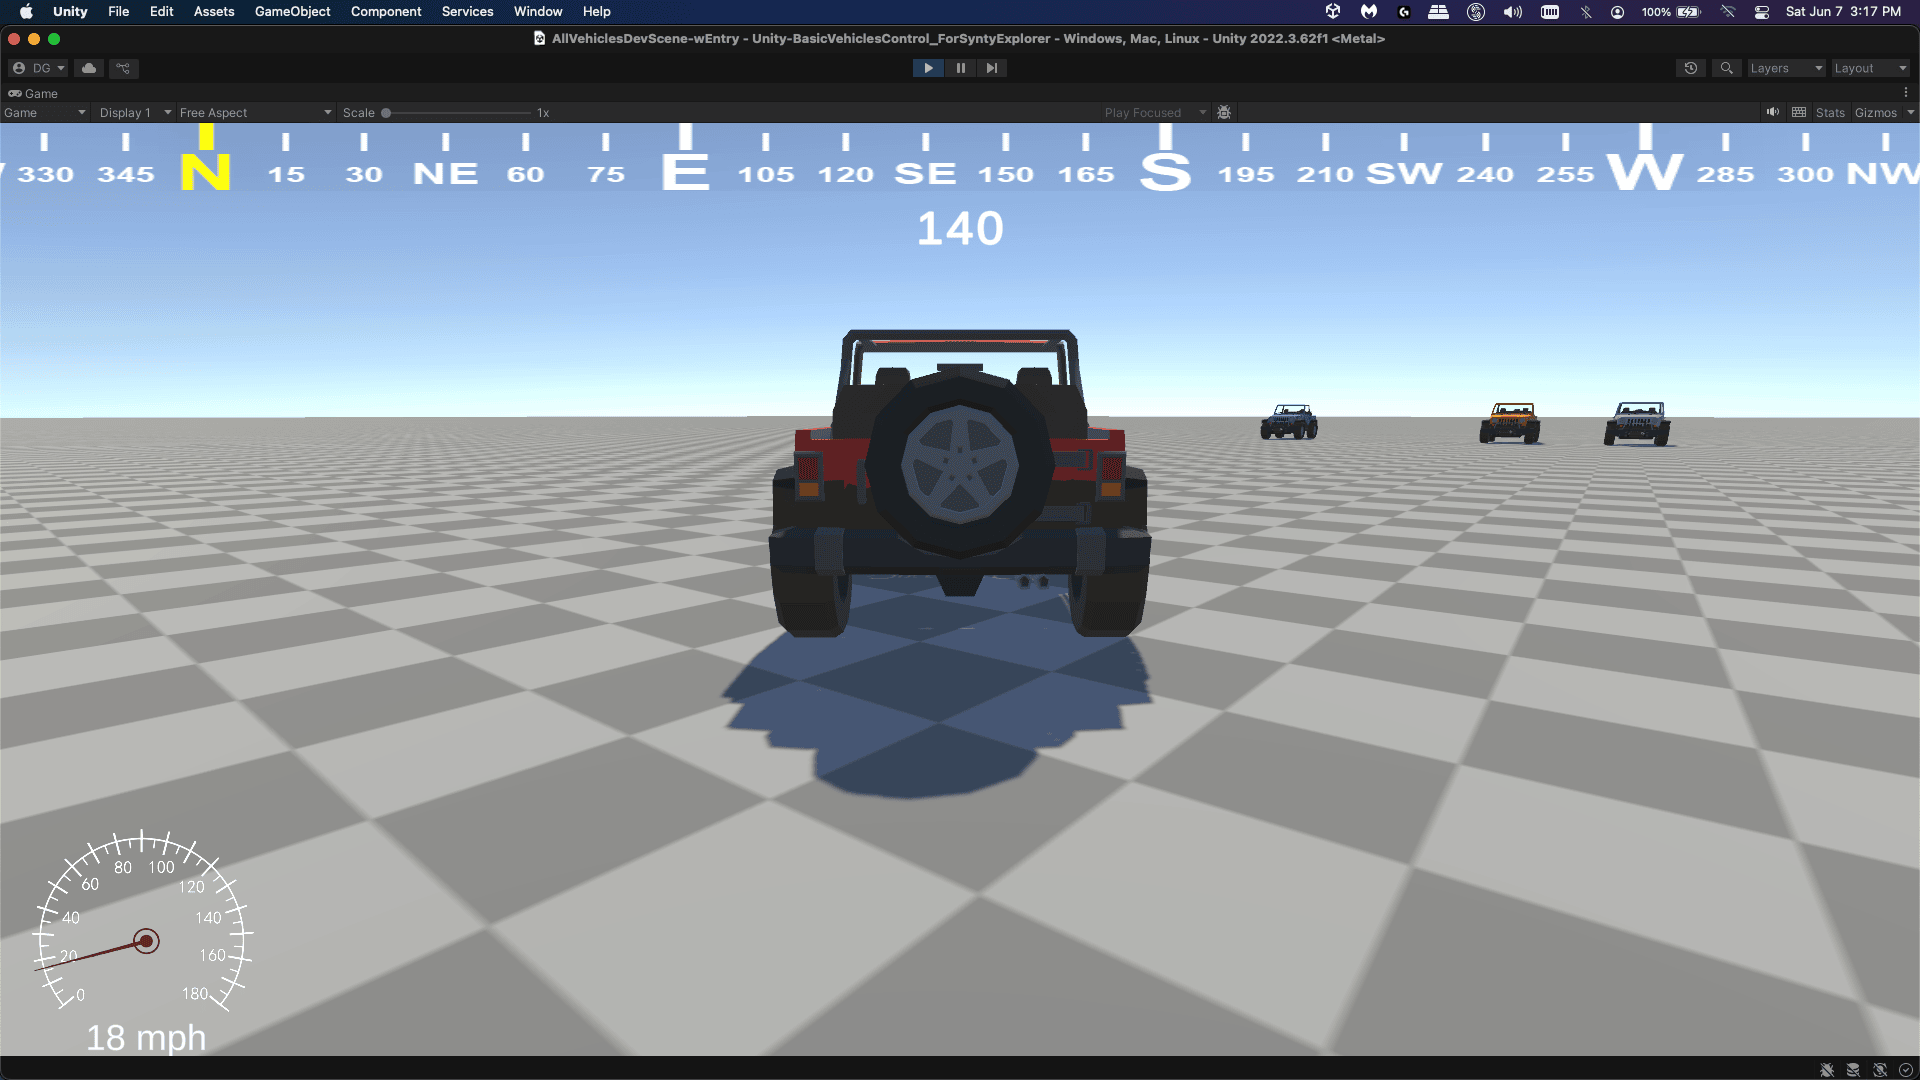 Unity File Edit Assets GameObject Component Services Window Help 100% Sat Jun 7 3:17 PM
AllVehiclesDevScene-wEntry - Unity-BasicVehiclesControl_ForSyntyExplorer - Windows, Mac, Linux - Unity 2022.3.62f1 <Metal>
DG Layers Layout
Game
Game Display 1 Free Aspect Scale 1x Play Focused Stats Gizmos
330 345 N 15 30 NE 60 75 E 105 120 SE 150 165 S 195 210 SW 240 255 W 285 300 NW
140
80 100
60 120
40 140
20 160
0 180
18 mph